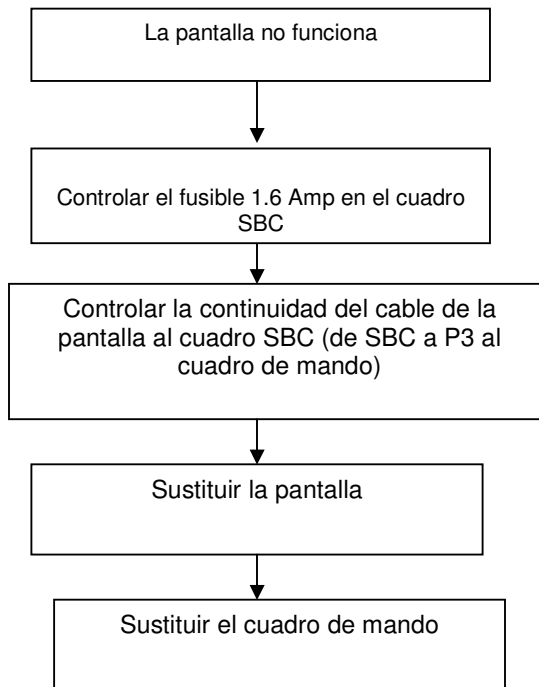 La pantalla no funciona
Controlar el fusible 1.6 Amp en el cuadro
SBC
Controlar la continuidad del cable de la
pantalla al cuadro SBC (de SBC a P3 al
cuadro de mando)
Sustituir la pantalla
Sustituir el cuadro de mando